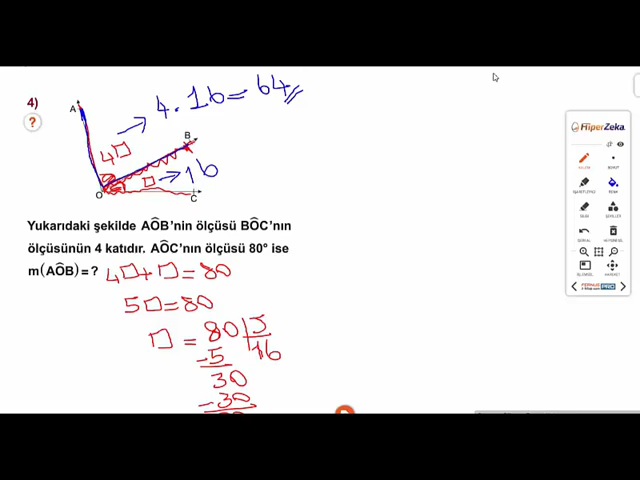 4)
?
A
4□
4 . 16 = 64
B
□ → 16
O
C
Yukarıdaki şekilde AÔB'nin ölçüsü BÔC'nın
ölçüsünün 4 katıdır. AÔC'nın ölçüsü 80° ise
m(AÔB) = ?
4□ + □ = 80
5□ = 80
□ = 80 | 5
16
-5
30
-30
HiperZeka